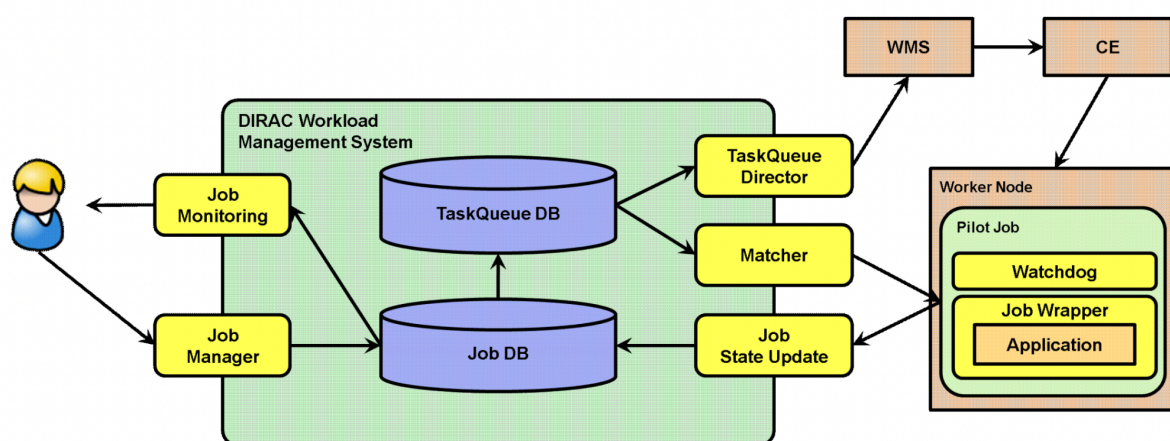 WMS
CE
DIRAC Workload
Management System
TaskQueue
Director
Job
Monitoring
TaskQueue DB
Worker Node
Pilot Job
Matcher
Watchdog
Job Wrapper
Job
Manager
Job DB
Job
State Update
Application